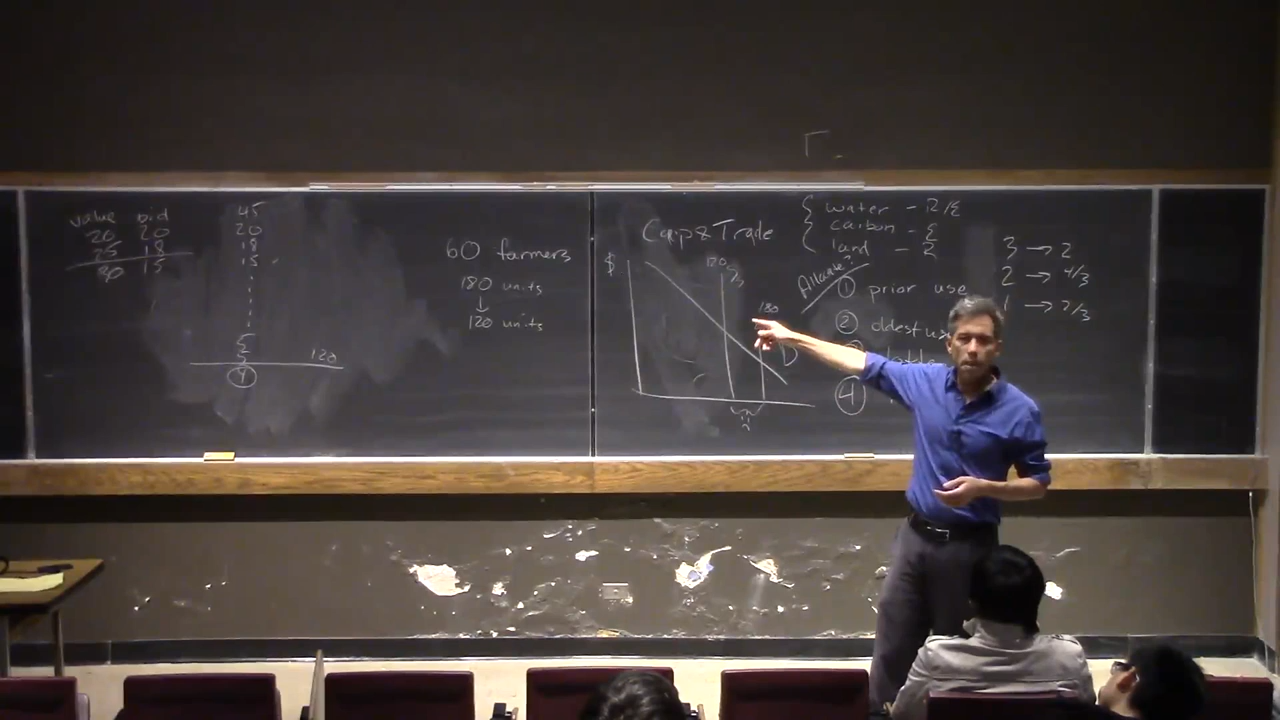 value bid
20 20
25 18
30 15
45
20
18
15
120
60 farmers
180 units
↓
120 units
Cap & Trade
$
120
180
D
water -
carbon -
land -
Allocate?
① prior use
② oldest use
④
3 → 2
2 → 4/3
1 → 2/3